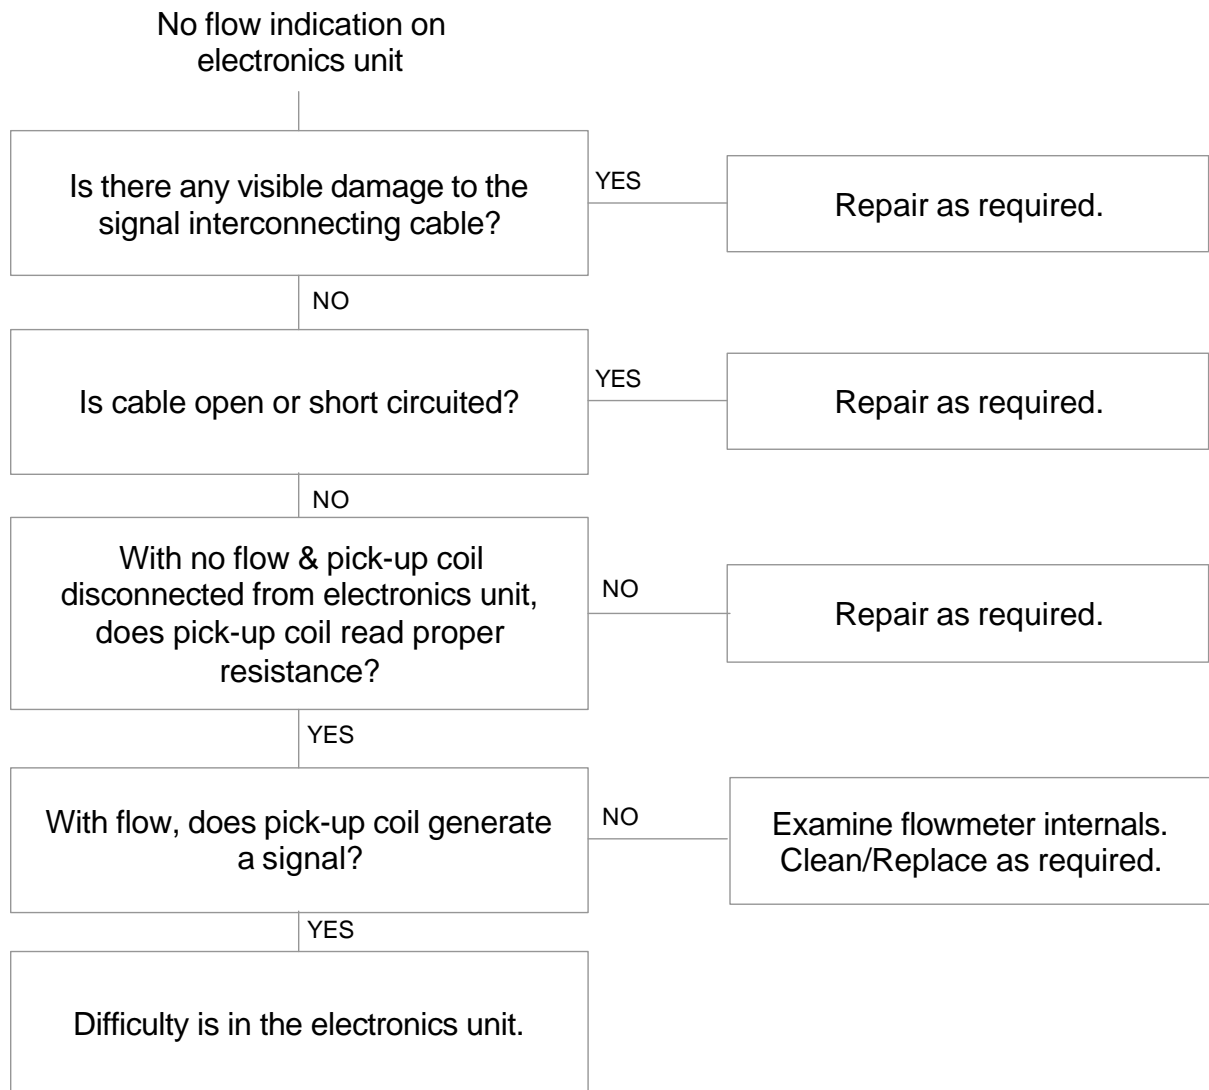 No flow indication on
electronics unit
Is there any visible damage to the
signal interconnecting cable?
YES
Repair as required.
NO
Is cable open or short circuited?
YES
Repair as required.
NO
With no flow & pick-up coil
disconnected from electronics unit,
does pick-up coil read proper
resistance?
NO
Repair as required.
YES
With flow, does pick-up coil generate
a signal?
NO
Examine flowmeter internals.
Clean/Replace as required.
YES
Difficulty is in the electronics unit.